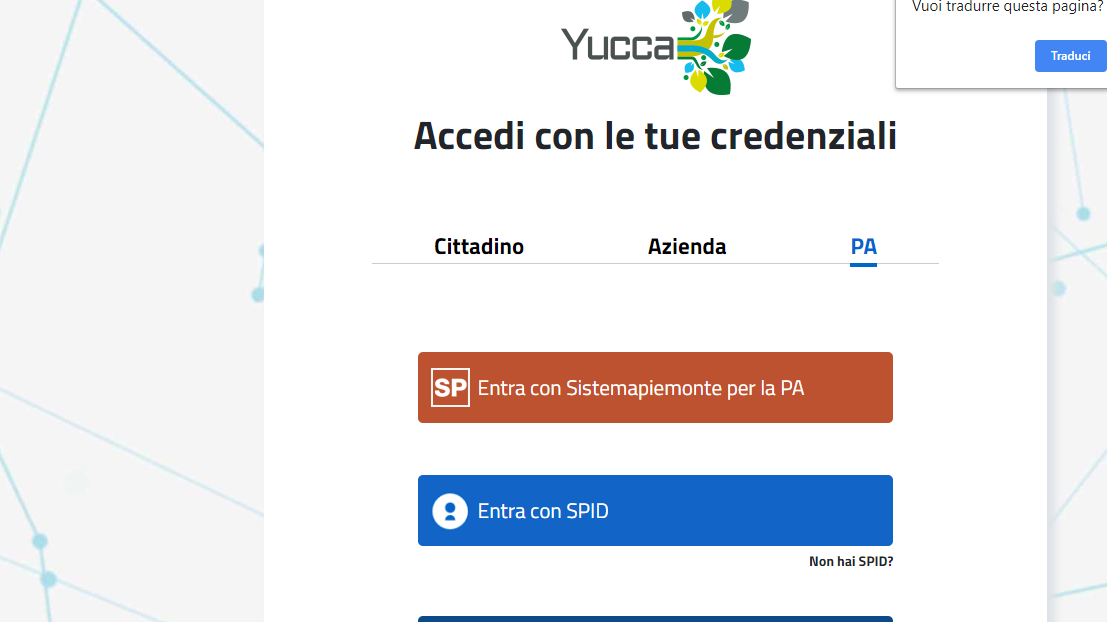 Vuoi tradurre questa pagina?
Traduci
Yucca
Accedi con le tue credenziali
Cittadino Azienda PA
SP Entra con Sistemapiemonte per la PA
Entra con SPID
Non hai SPID?